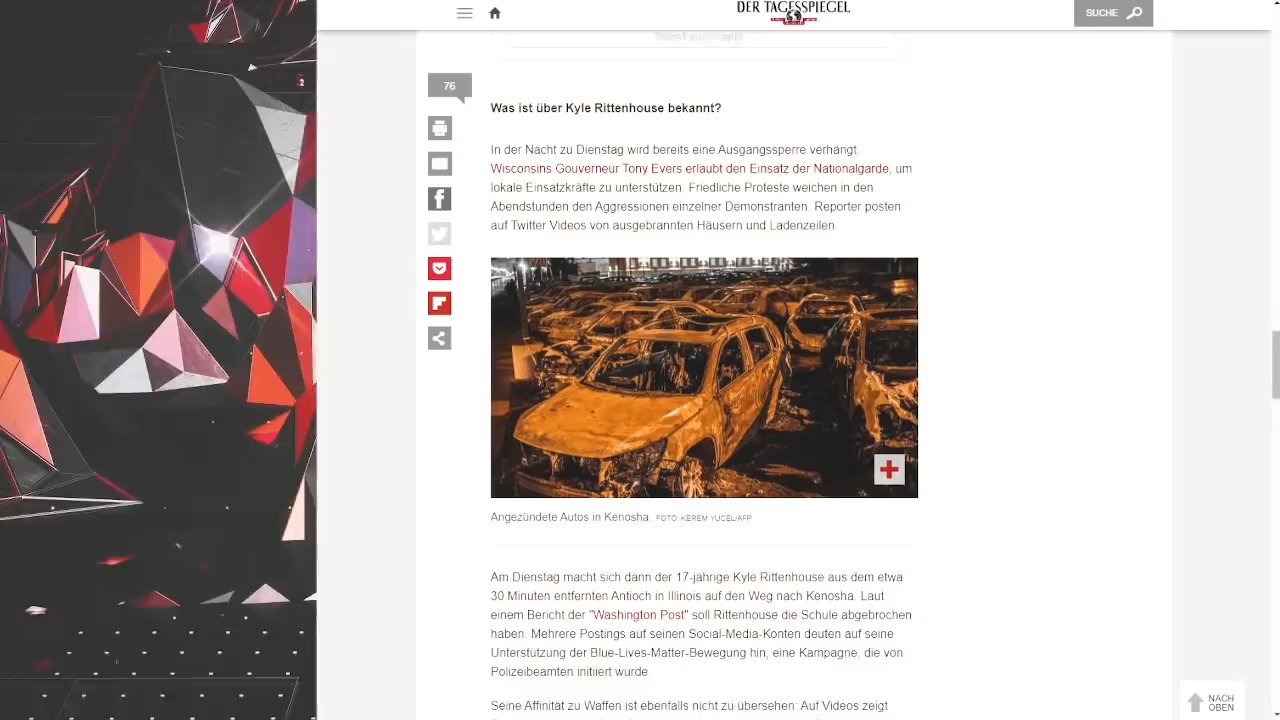 DER TAGESSPIEGEL
SUCHE
76
Was ist über Kyle Rittenhouse bekannt?
In der Nacht zu Dienstag wird bereits eine Ausgangssperre verhängt.
Wisconsins Gouverneur Tony Evers erlaubt den Einsatz der Nationalgarde, um
lokale Einsatzkräfte zu unterstützen. Friedliche Proteste weichen in den
Abendstunden den Aggressionen einzelner Demonstranten. Reporter posten
auf Twitter Videos von ausgebrannten Häusern und Ladenzeilen.
Angezündete Autos in Kenosha. FOTO: KEREM YUCEL/AFP
Am Dienstag macht sich dann der 17-jährige Kyle Rittenhouse aus dem etwa
30 Minuten entfernten Antioch in Illinois auf den Weg nach Kenosha. Laut
einem Bericht der "Washington Post" soll Rittenhouse die Schule abgebrochen
haben. Mehrere Postings auf seinen Social-Media-Konten deuten auf seine
Unterstützung der Blue-Lives-Matter-Bewegung hin, eine Kampagne, die von
Polizeibeamten initiiert wurde.
Seine Affinität zu Waffen ist ebenfalls nicht zu übersehen: Auf Videos zeigt
NACH
OBEN